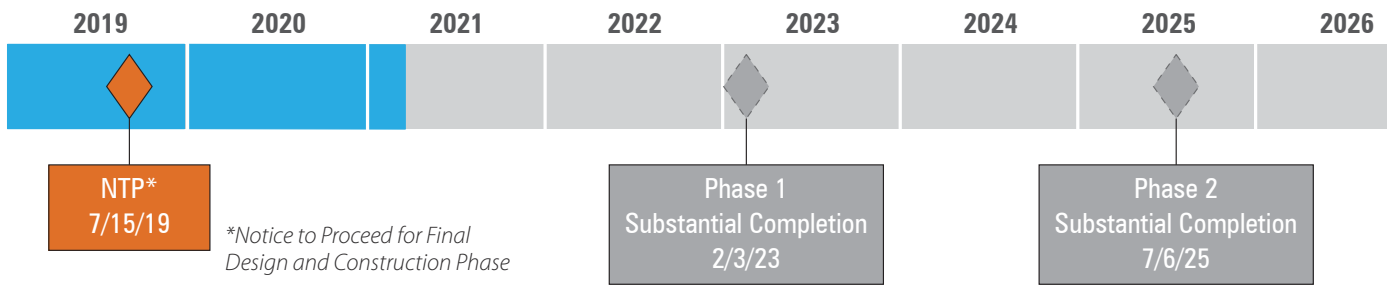 2019 2020 2021 2022 2023 2024 2025 2026
NTP*
7/15/19
*Notice to Proceed for Final
Design and Construction Phase
Phase 1
Substantial Completion
2/3/23
Phase 2
Substantial Completion
7/6/25